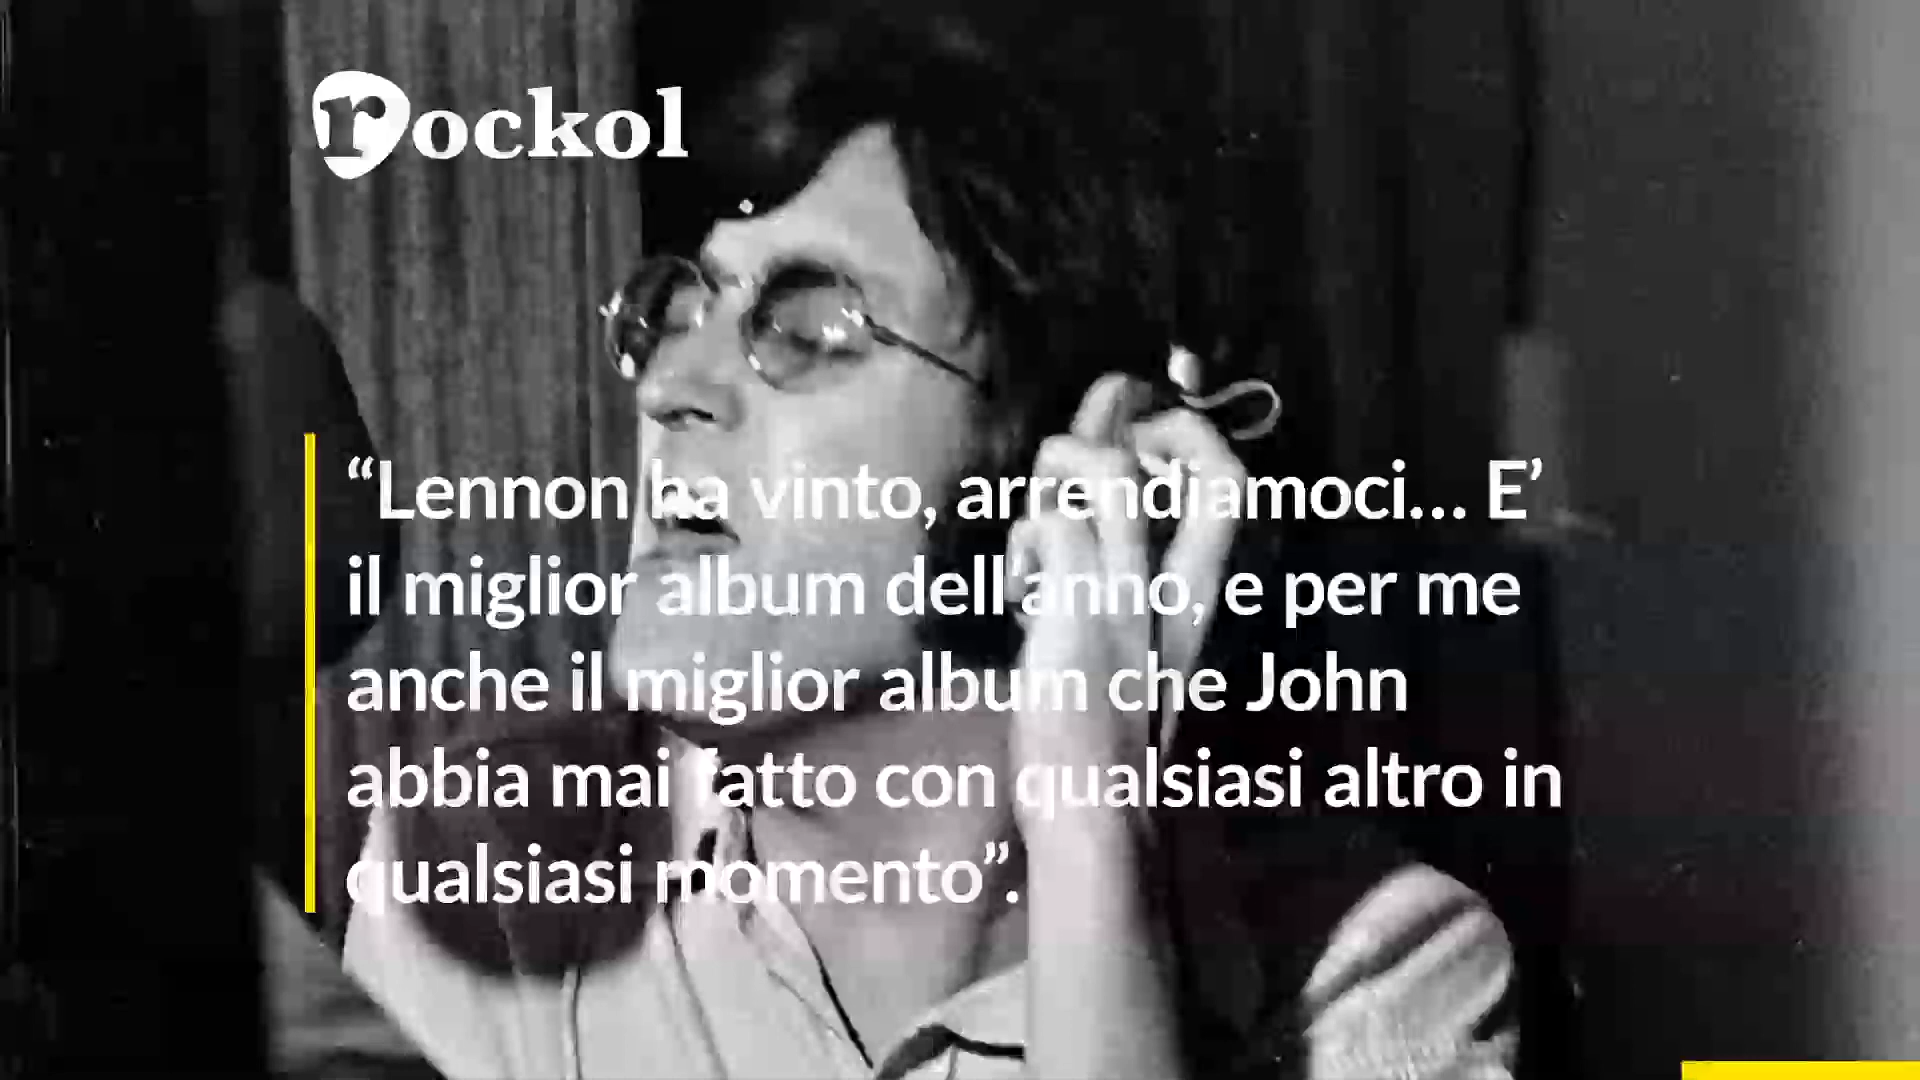 rockol
“Lennon ha vinto, arrendiamoci... E’
il miglior album dell'anno, e per me
anche il miglior album che John
abbia mai fatto con qualsiasi altro in
qualsiasi momento”.